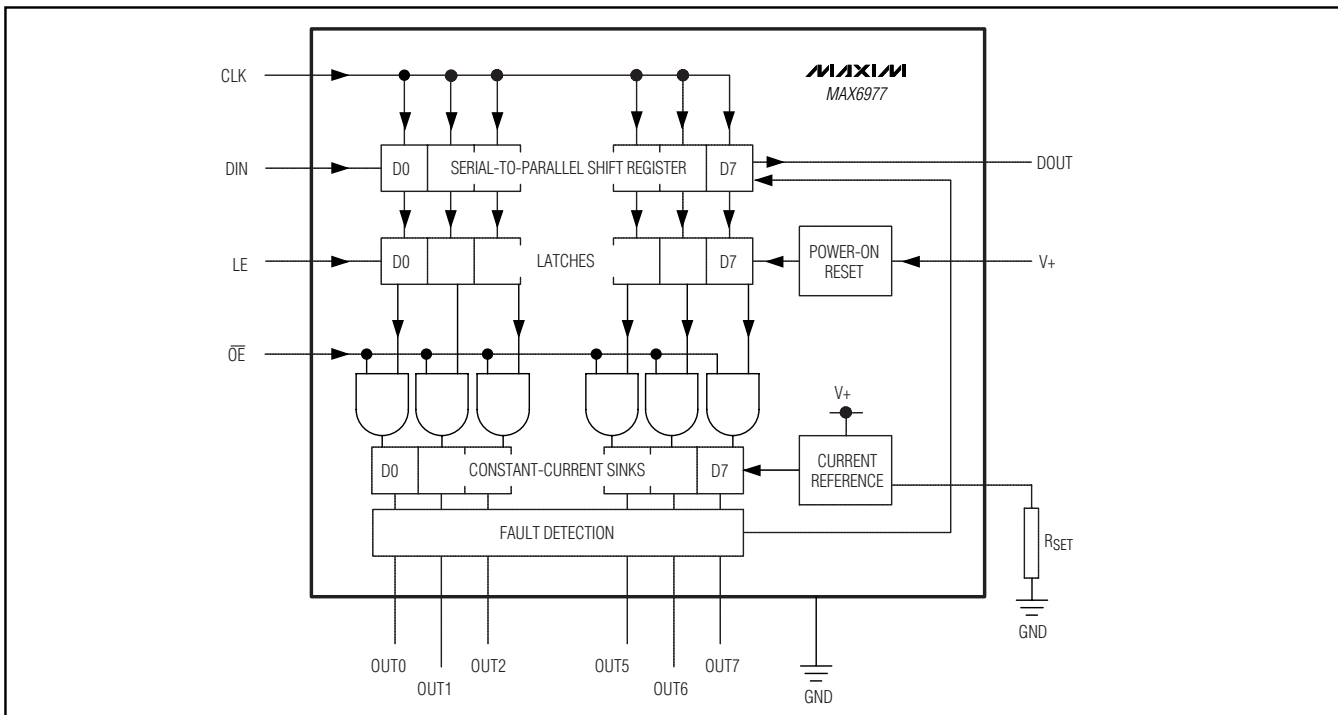 CLK
MAXIM
MAX6977
DIN
D0
SERIAL-TO-PARALLEL SHIFT REGISTER
D7
DOUT
LE
D0
LATCHES
D7
POWER-ON
RESET
V+
OE
V+
D0
CONSTANT-CURRENT SINKS
D7
CURRENT
REFERENCE
FAULT DETECTION
RSET
GND
OUT0
OUT1
OUT2
OUT5
OUT6
OUT7
GND